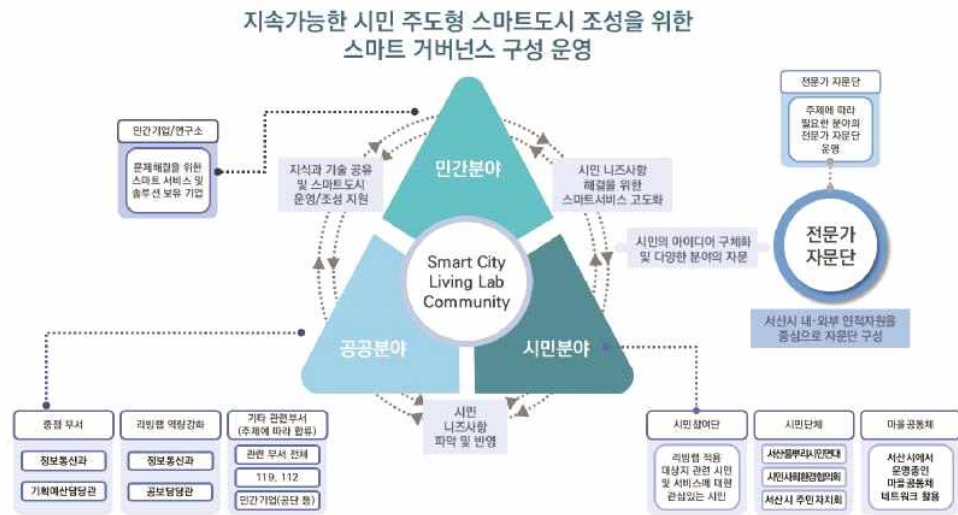 지속가능한 시민 주도형 스마트도시 조성을 위한
스마트 거버넌스 구성 운영
민간기업/연구소
문제해결을 위한
스마트 서비스 및
솔루션 보유 기업
지식과 기술 공유
및 스마트도시
운영/조성 지원
민간분야
시민 니즈사항
해결을 위한
스마트서비스 고도화
전문가 자문단
주제에 따라
필요한 분야의
전문가 자문단
운영
시민의 아이디어 구체화
및 다양한 분야의 자문
전문가
자문단
서산시 내·외부 인적자원을
중심으로 자문단 구성
Smart City
Living Lab
Community
공공분야
시민분야
시민
니즈사항
파악 및 반영
중점 부서
정보통신과
기획예산담당관
리빙랩 역량강화
정보통신과
공보담당관
기타 관련부서
(주제에 따라 합류)
관련 부서 전체
119, 112
민간기업(공단 등)
시민참여단
리빙랩 적용
대상지 관련 시민
및 서비스에 대한
관심있는 시민
시민단체
서산풀뿌리시민연대
시민사회환경협의회
서산시 주민자치회
마을공동체
서산시에서
운영중인
마을공동체
네트워크 활용